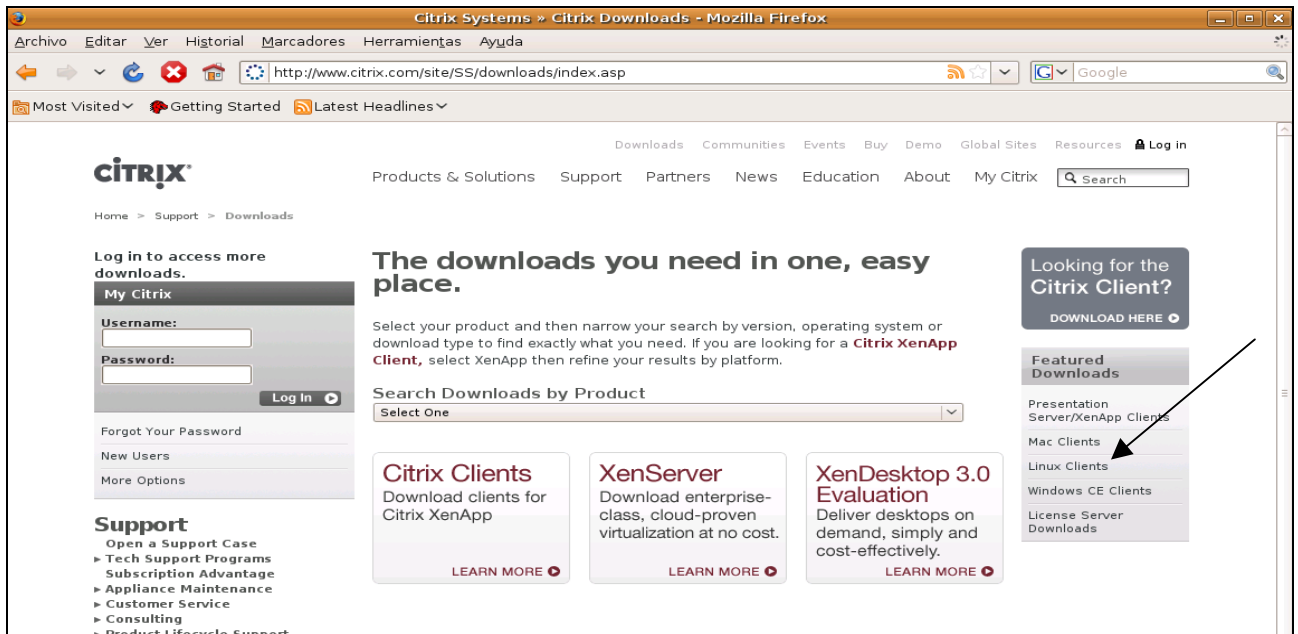 Citrix Systems » Citrix Downloads - Mozilla Firefox
Archivo Editar Ver Historial Marcadores Herramientas Ayuda
http://www.citrix.com/site/SS/downloads/index.asp
G Google
Most Visited Getting Started Latest Headlines
Downloads Communities Events Buy Demo Global Sites Resources Log in
CITRIX
Products & Solutions Support Partners News Education About My Citrix Search
Home > Support > Downloads
Log in to access more
downloads.
My Citrix
Username:
Password:
Log In
Forgot Your Password
New Users
More Options
Support
Open a Support Case
Tech Support Programs
Subscription Advantage
Appliance Maintenance
Customer Service
Consulting
Product Lifecycle Support
The downloads you need in one, easy
place.
Select your product and then narrow your search by version, operating system or
download type to find exactly what you need. If you are looking for a Citrix XenApp
Client, select XenApp then refine your results by platform.
Search Downloads by Product
Select One
Citrix Clients
Download clients for
Citrix XenApp
LEARN MORE
XenServer
Download enterprise-
class, cloud-proven
virtualization at no cost.
LEARN MORE
XenDesktop 3.0
Evaluation
Deliver desktops on
demand, simply and
cost-effectively.
LEARN MORE
Looking for the
Citrix Client?
DOWNLOAD HERE
Featured
Downloads
Presentation
Server/XenApp Clients
Mac Clients
Linux Clients
Windows CE Clients
License Server
Downloads